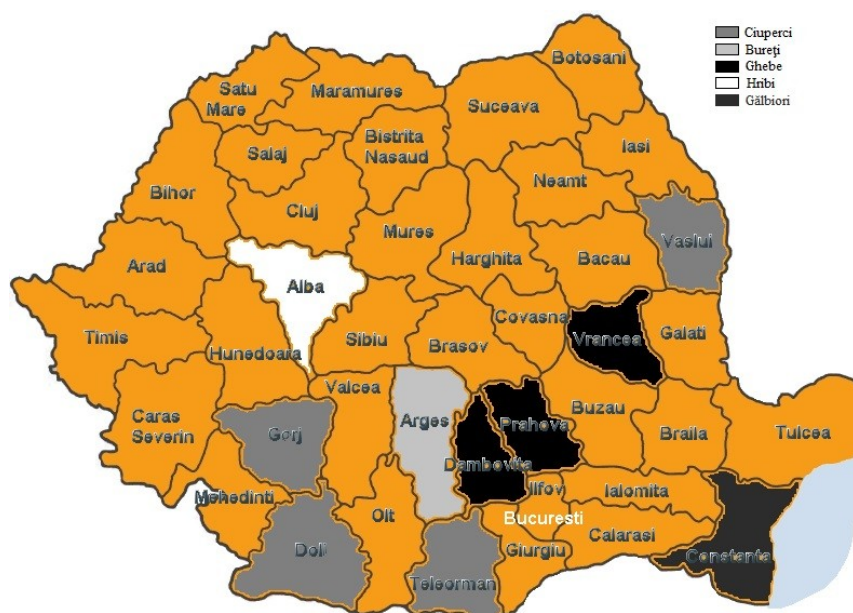 Ciuperci
Bureţi
Ghebe
Hribi
Gălbiori
Botosani
Satu
Mare
Maramures
Suceava
Iasi
Bistrita
Nasaud
Salaj
Neamt
Bihor
Cluj
Mures
Vaslui
Harghita
Bacau
Arad
Alba
Covasna
Timis
Hunedoara
Sibiu
Brasov
Vrancea
Galati
Valcea
Caras
Severin
Gorj
Arges
Prahova
Buzau
Braila
Tulcea
Dambovita
Mehedinti
Ilfov
Ialomita
Olt
Bucuresti
Dolj
Giurgiu
Calarasi
Constanta
Teleorman